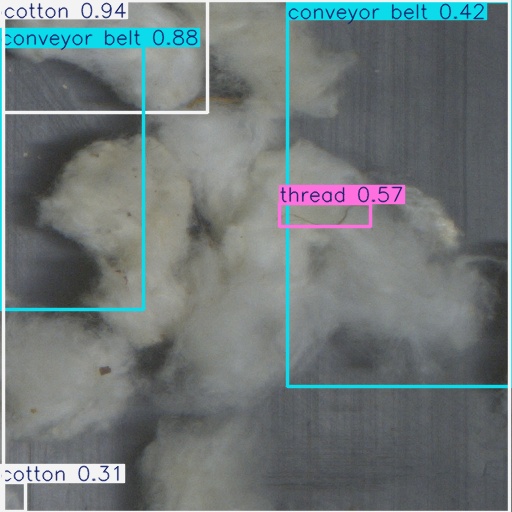 cotton 0.94
conveyor belt 0.42
conveyor belt 0.88
thread 0.57
cotton 0.31